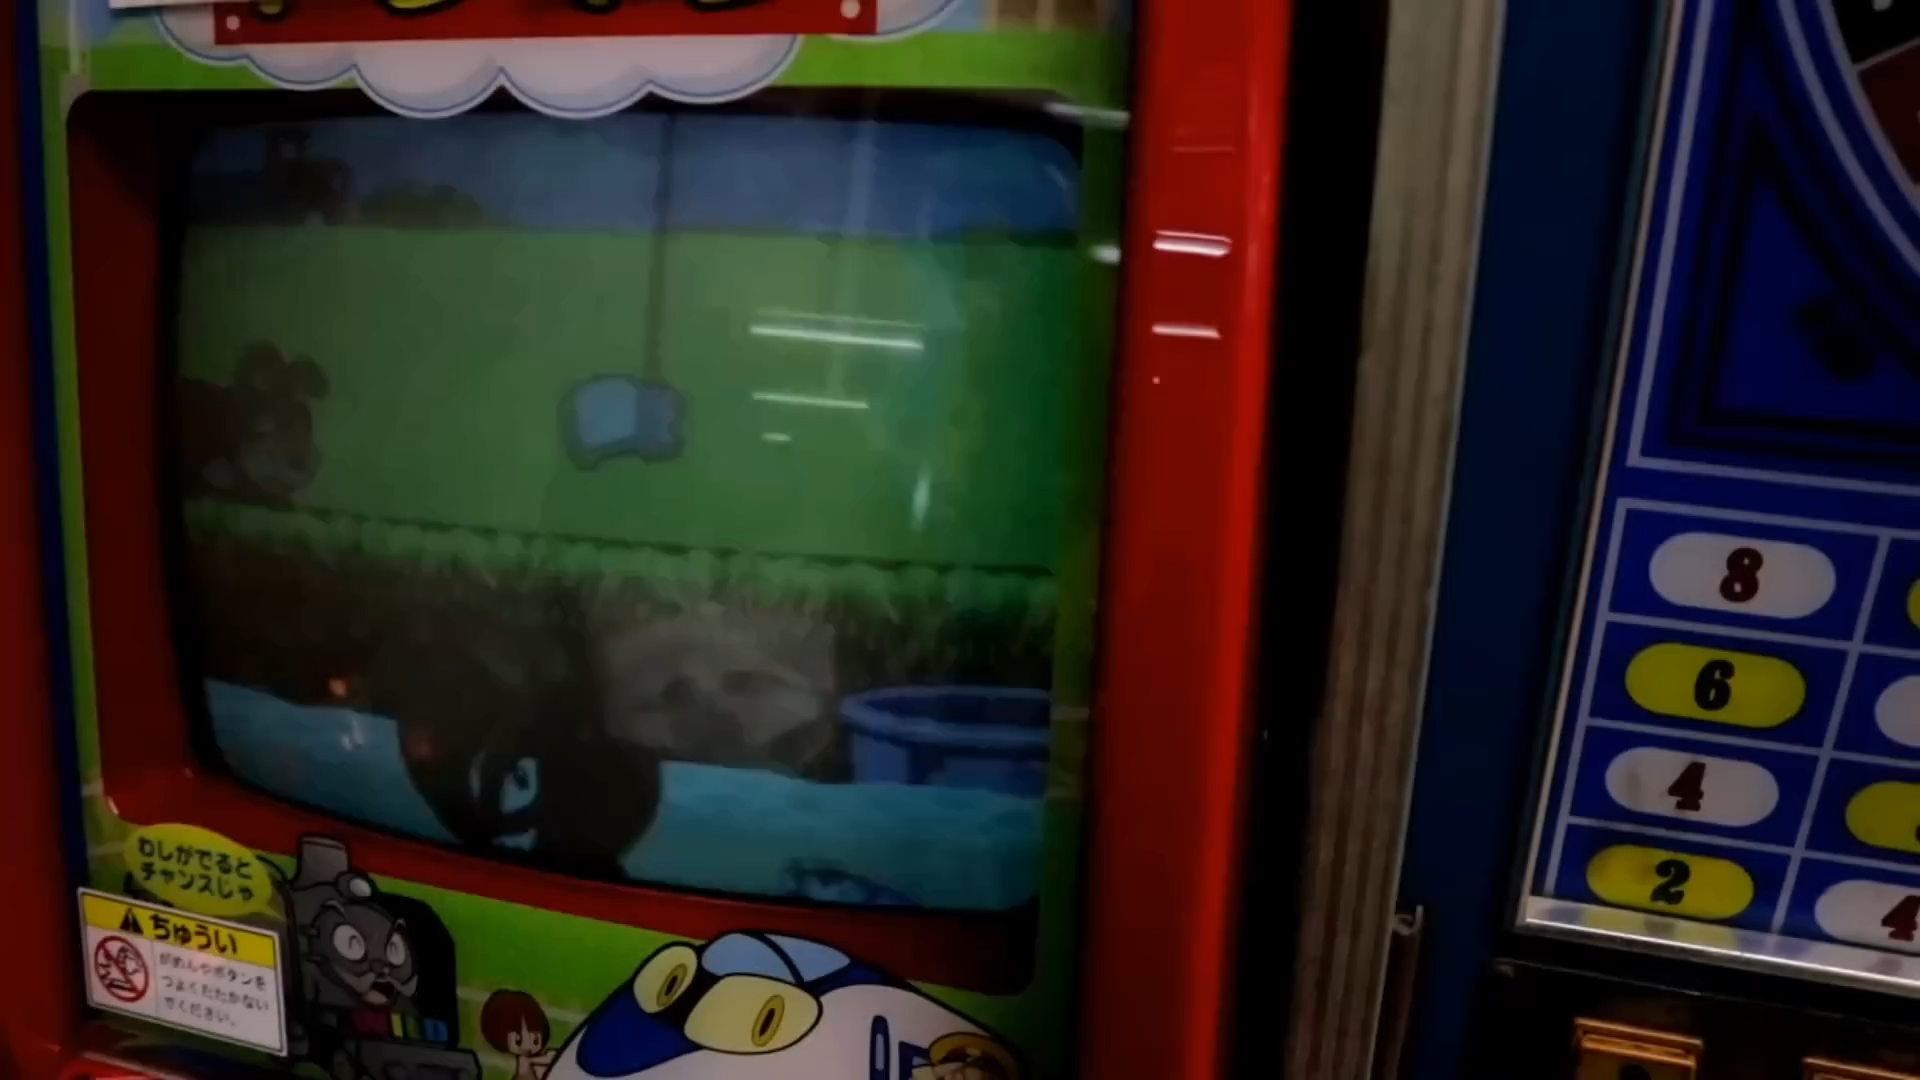 わしがでると
チャンスじゃ
ちゅうい
がめんやボタンを
つよくたたかない
でください。
8
6
4
2
4